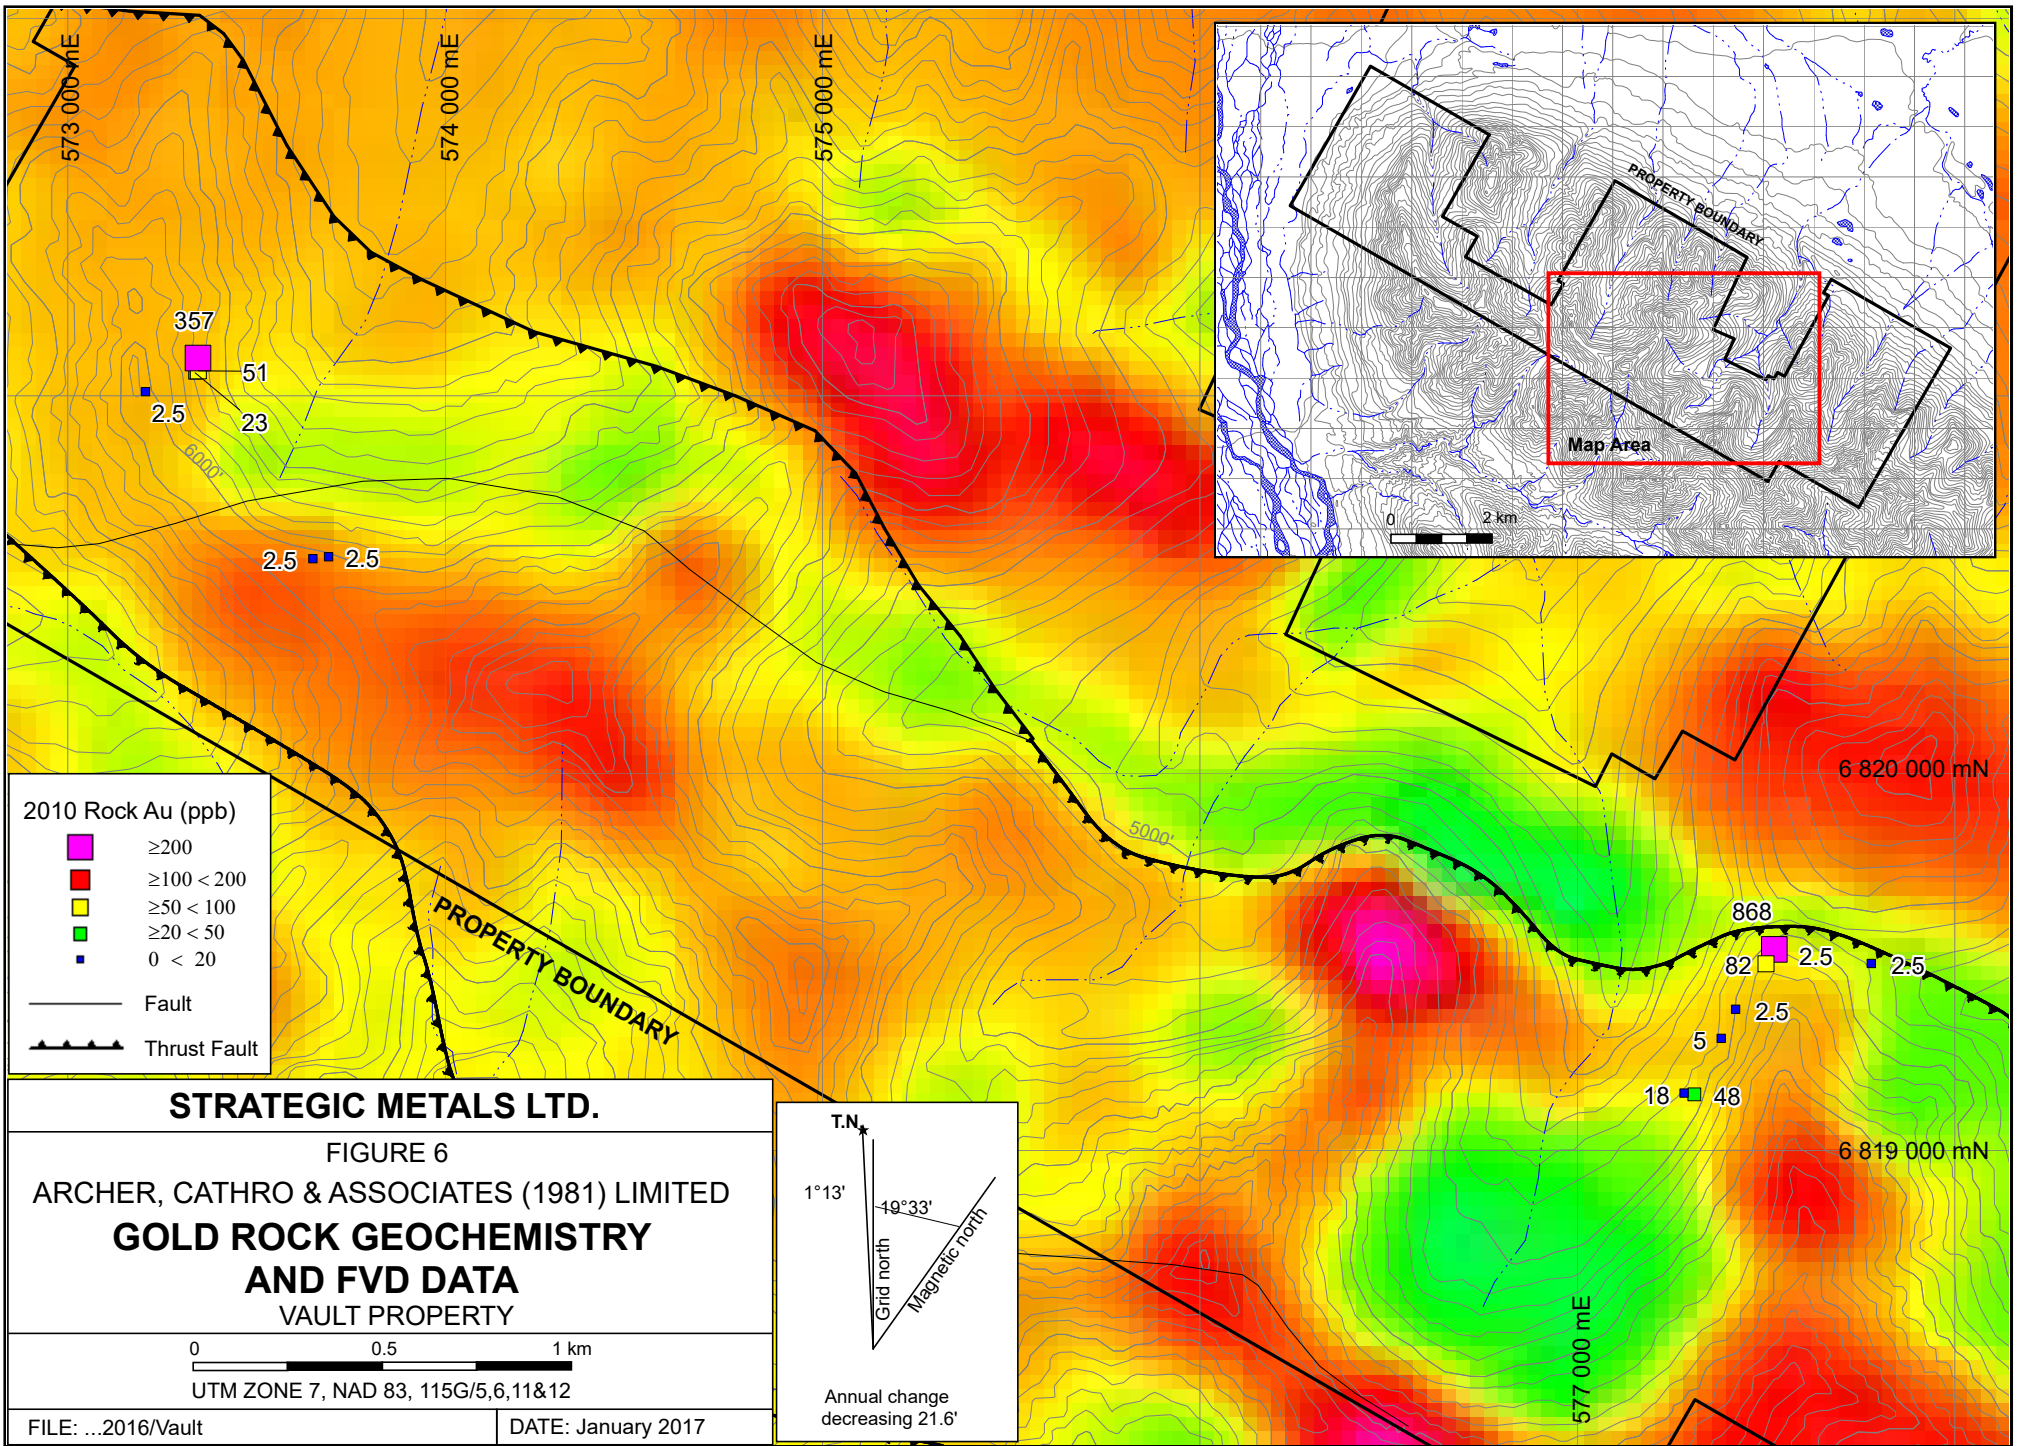 573 000 mE
574 000 mE
575 000 mE
PROPERTY BOUNDARY
Map Area
0 2 km
357
51
2.5
23
6000'
2.5 2.5
6 820 000 mN
5000'
2010 Rock Au (ppb)
≥200
≥100 < 200
≥50 < 100
≥20 < 50
0 < 20
Fault
Thrust Fault
PROPERTY BOUNDARY
868
82 2.5 2.5
2.5
5
18 48
6 819 000 mN
577 000 mE
STRATEGIC METALS LTD.
FIGURE 6
ARCHER, CATHRO & ASSOCIATES (1981) LIMITED
GOLD ROCK GEOCHEMISTRY
AND FVD DATA
VAULT PROPERTY
0 0.5 1 km
UTM ZONE 7, NAD 83, 115G/5,6,11&12
FILE: ...2016/Vault
DATE: January 2017
T.N.
1°13'
19°33'
Grid north
Magnetic north
Annual change
decreasing 21.6'